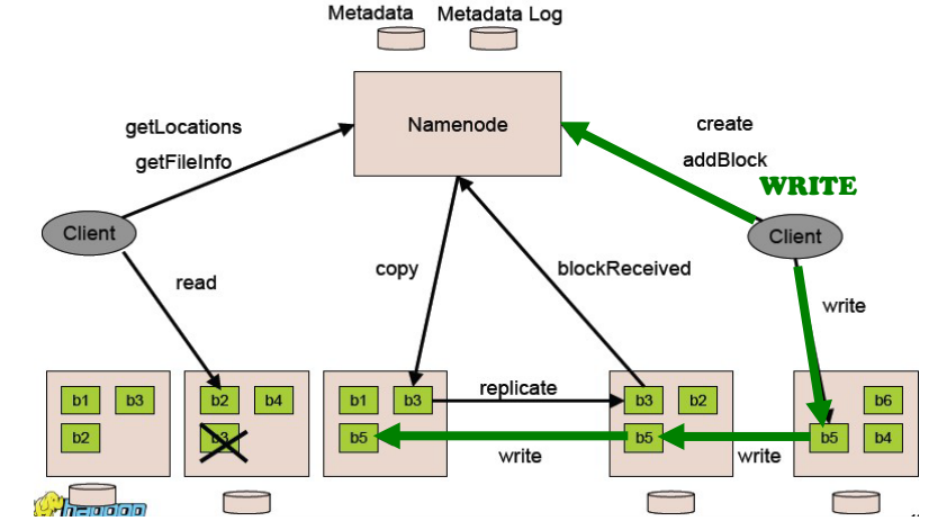 Metadata Metadata Log
Namenode
getLocations
getFileInfo
create
addBlock
WRITE
Client
Client
read
copy
blockReceived
write
b1 b3
b2
b2 b4
b3
b1 b3
b5
replicate
b3 b2
b5
b6
b5 b4
write
write
hadoop